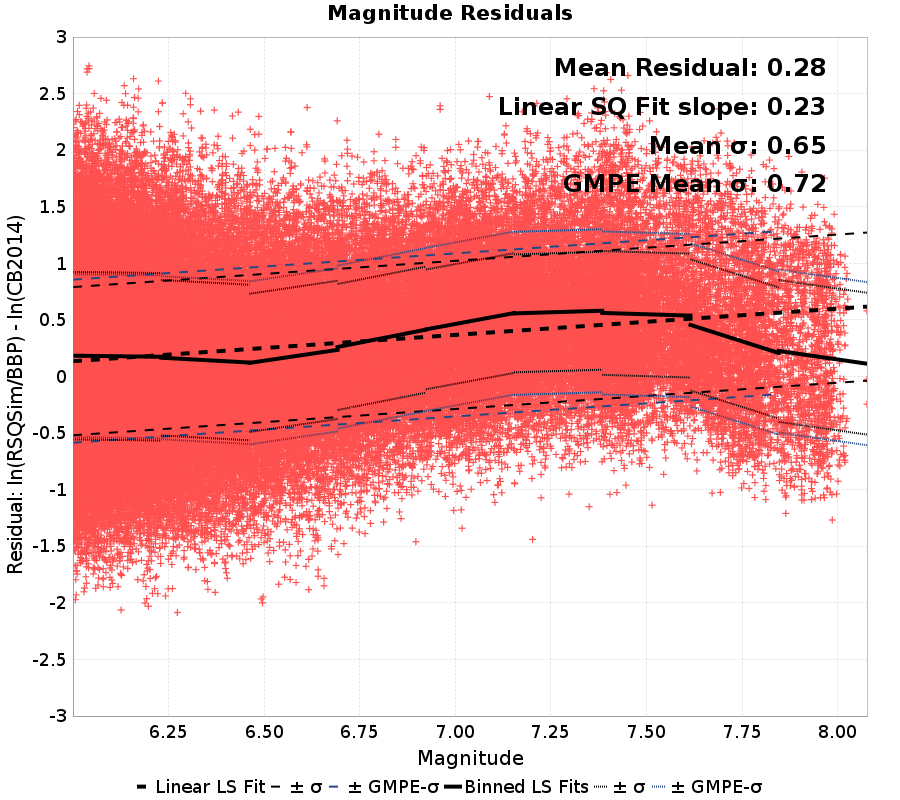 Magnitude Residuals
Mean Residual: 0.28
Linear SQ Fit slope: 0.23
Mean σ: 0.65
GMPE Mean σ: 0.72
Residual: ln(RSQSim/BBP) - ln(CB2014)
3
2.5
2
1.5
1
0.5
0
-0.5
-1
-1.5
-2
-2.5
-3
6.25 6.50 6.75 7.00 7.25 7.50 7.75 8.00
Magnitude
Linear LS Fit ± σ ± GMPE-σ Binned LS Fits ± σ ± GMPE-σ